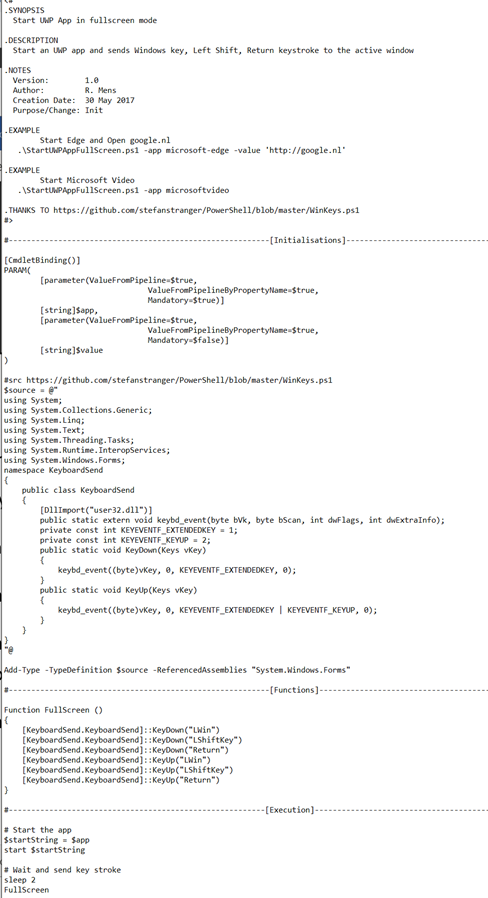 <#
.SYNOPSIS
  Start UWP App in fullscreen mode

.DESCRIPTION
  Start an UWP app and sends Windows key, Left Shift, Return keystroke to the active window

.NOTES
  Version:        1.0
  Author:         R. Mens
  Creation Date:  30 May 2017
  Purpose/Change: Init

.EXAMPLE
        Start Edge and Open google.nl
   .\StartUWPAppFullScreen.ps1 -app microsoft-edge -value 'http://google.nl'

.EXAMPLE
        Start Microsoft Video
   .\StartUWPAppFullScreen.ps1 -app microsoftvideo

.THANKS TO https://github.com/stefanstranger/PowerShell/blob/master/WinKeys.ps1
#>

#----------------------------------------------------------[Initialisations]--------------------------------

[CmdletBinding()]
PARAM(
        [parameter(ValueFromPipeline=$true,
                                ValueFromPipelineByPropertyName=$true,
                                Mandatory=$true)]
        [string]$app,
        [parameter(ValueFromPipeline=$true,
                                ValueFromPipelineByPropertyName=$true,
                                Mandatory=$false)]
        [string]$value
)

#src https://github.com/stefanstranger/PowerShell/blob/master/WinKeys.ps1
$source = @"
using System;
using System.Collections.Generic;
using System.Linq;
using System.Text;
using System.Threading.Tasks;
using System.Runtime.InteropServices;
using System.Windows.Forms;
namespace KeyboardSend
{
    public class KeyboardSend
    {
        [DllImport("user32.dll")]
        public static extern void keybd_event(byte bVk, byte bScan, int dwFlags, int dwExtraInfo);
        private const int KEYEVENTF_EXTENDEDKEY = 1;
        private const int KEYEVENTF_KEYUP = 2;
        public static void KeyDown(Keys vKey)
        {
            keybd_event((byte)vKey, 0, KEYEVENTF_EXTENDEDKEY, 0);
        }
        public static void KeyUp(Keys vKey)
        {
            keybd_event((byte)vKey, 0, KEYEVENTF_EXTENDEDKEY | KEYEVENTF_KEYUP, 0);
        }
    }
}
"@

Add-Type -TypeDefinition $source -ReferencedAssemblies "System.Windows.Forms"

#----------------------------------------------------------[Functions]--------------------------------------

Function FullScreen ()
{
    [KeyboardSend.KeyboardSend]::KeyDown("LWin")
    [KeyboardSend.KeyboardSend]::KeyDown("LShiftKey")
    [KeyboardSend.KeyboardSend]::KeyDown("Return")
    [KeyboardSend.KeyboardSend]::KeyUp("LWin")
    [KeyboardSend.KeyboardSend]::KeyUp("LShiftKey")
    [KeyboardSend.KeyboardSend]::KeyUp("Return")
}

#---------------------------------------------------------[Execution]---------------------------------------

# Start the app
$startString = $app
start $startString

# Wait and send key stroke
sleep 2
FullScreen